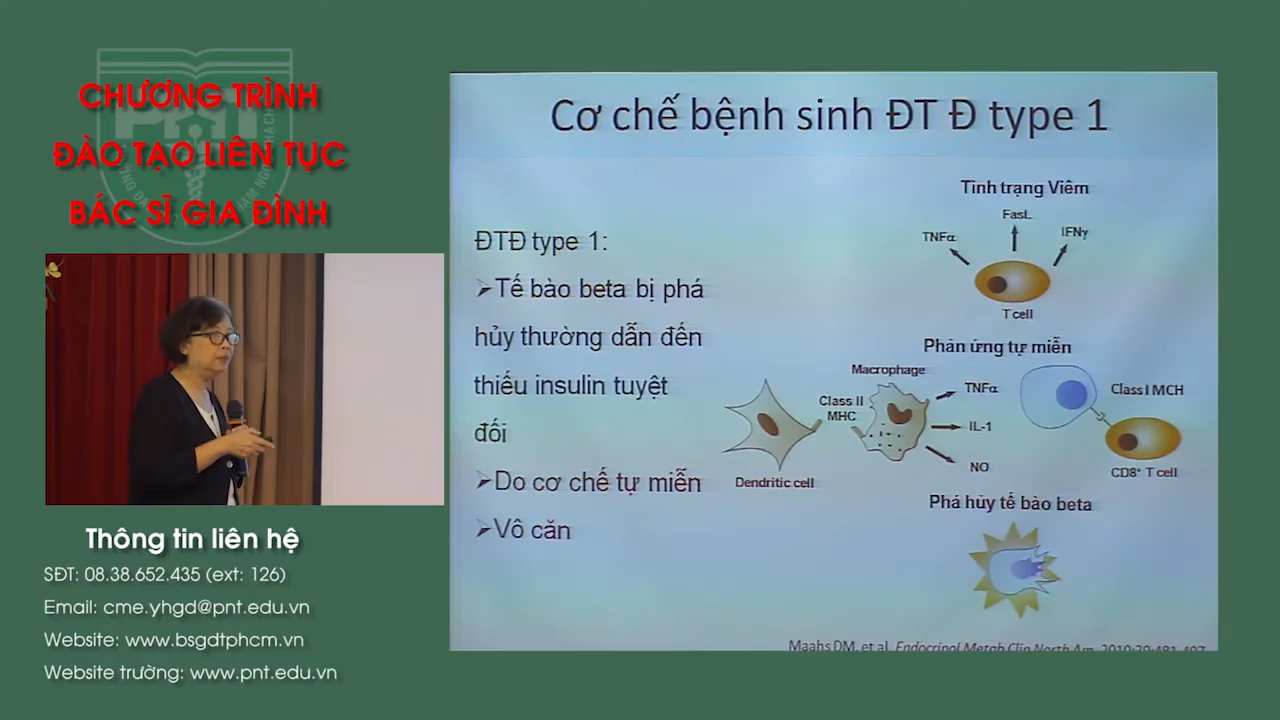 CHƯƠNG TRÌNH
ĐÀO TẠO LIÊN TỤC
BÁC SĨ GIA ĐÌNH
Thông tin liên hệ
SĐT: 08.38.652.435 (ext: 126)
Email: cme.yhgd@pnt.edu.vn
Website: www.bsgdtphcm.vn
Website trường: www.pnt.edu.vn
Cơ chế bệnh sinh ĐT Đ type 1
ĐTĐ type 1:
➢Tế bào beta bị phá
hủy thường dẫn đến
thiếu insulin tuyệt
đối
➢Do cơ chế tự miễn
➢Vô căn
Tình trạng Viêm
FasL
TNFα
IFNγ
T cell
Phản ứng tự miễn
Macrophage
Class II
MHC
TNFα
IL-1
NO
Dendritic cell
Class I MCH
CD8⁺ T cell
Phá hủy tế bào beta
Maahs DM, et al. Endocrinol Metab Clin North Am. 2010;39:481-497